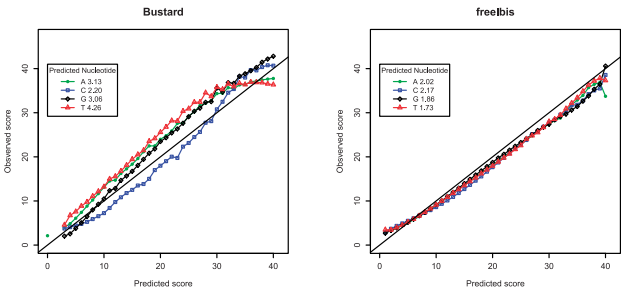 Bustard
freeIbis
Predicted Nucleotide
A 3.13
C 2.20
G 3.06
T 4.26
Observerd score
0 10 20 30 40
0 10 20 30 40
Predicted score
Predicted Nucleotide
A 2.02
C 2.17
G 1.86
T 1.73
Observerd score
0 10 20 30 40
0 10 20 30 40
Predicted score